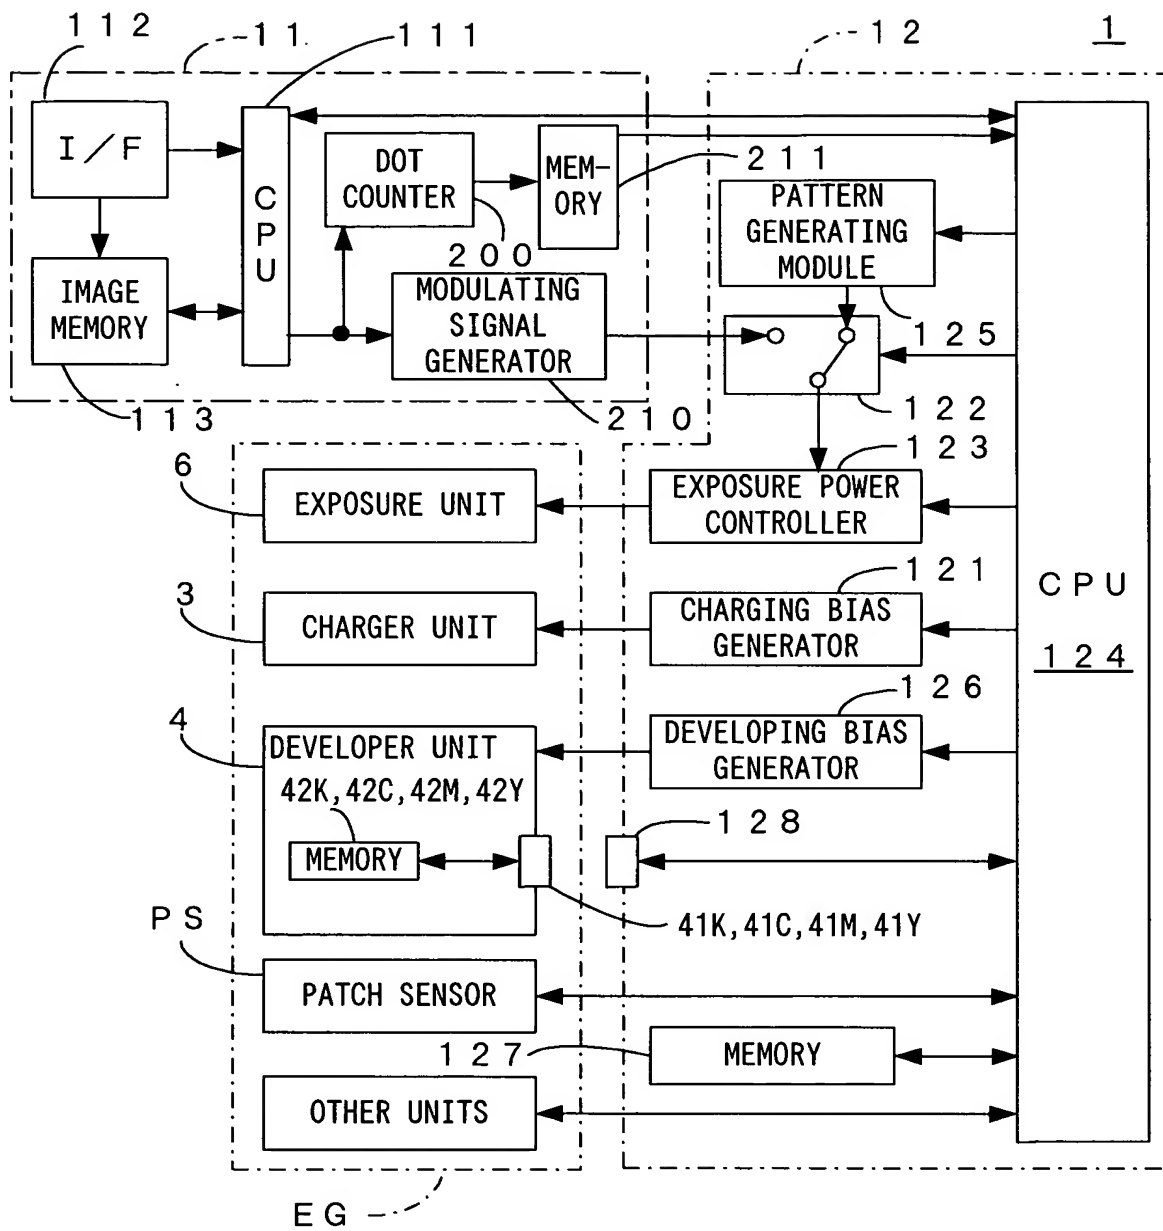 112
11
111
12
1
I/F
CPU
DOT
COUNTER
MEM-
ORY
211
PATTERN
GENERATING
MODULE
200
IMAGE
MEMORY
MODULATING
SIGNAL
GENERATOR
125
113
210
122
123
6
EXPOSURE UNIT
EXPOSURE POWER
CONTROLLER
121
3
CHARGER UNIT
CHARGING BIAS
GENERATOR
CPU
124
126
4
DEVELOPER UNIT
42K,42C,42M,42Y
DEVELOPING BIAS
GENERATOR
128
MEMORY
41K,41C,41M,41Y
PS
PATCH SENSOR
127
MEMORY
OTHER UNITS
EG